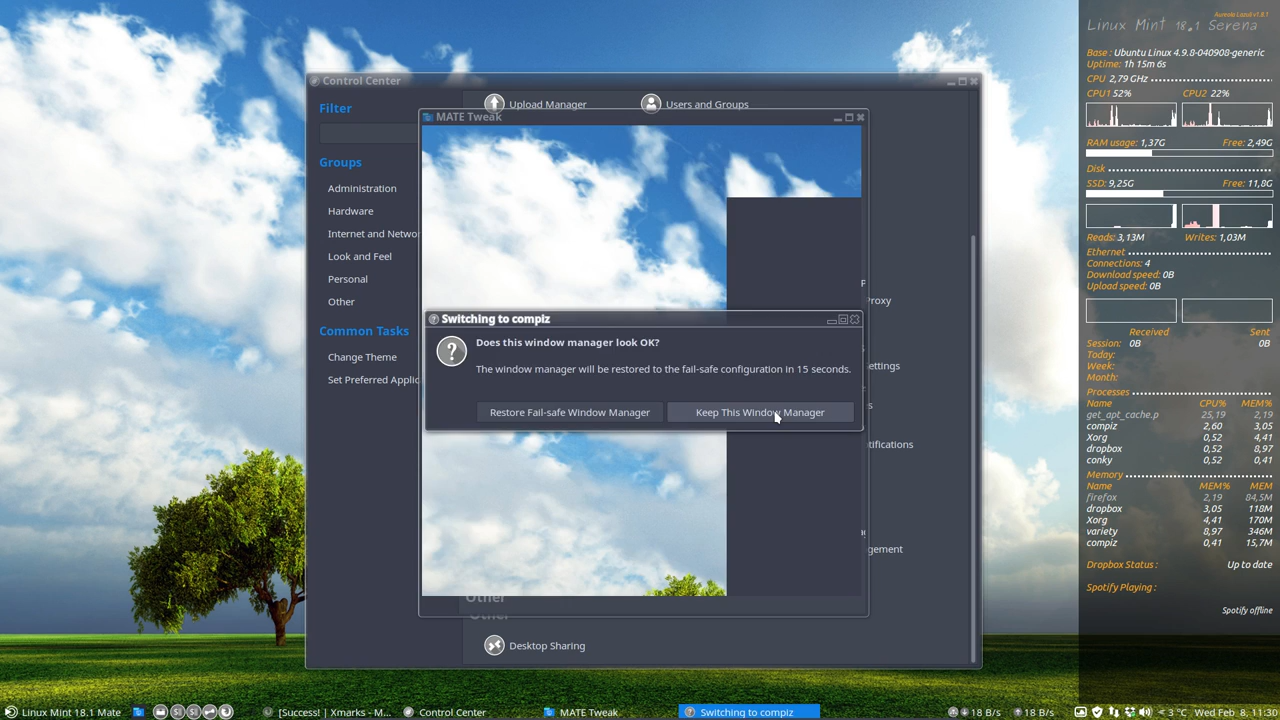 Control Center
Filter
Groups
Administration
Hardware
Internet and Networ
Look and Feel
Personal
Other
Common Tasks
Change Theme
Set Preferred Applic
Upload Manager
Users and Groups
MATE Tweak
Proxy
ettings
s
tifications
gement
Switching to compiz
Does this window manager look OK?
The window manager will be restored to the fail-safe configuration in 15 seconds.
Restore Fail-safe Window Manager
Keep This Window Manager
Other
Other
Desktop Sharing
Aureola Lazuli v1.8.1
Linux Mint 18.1 Serena
Base : Ubuntu Linux 4.9.8-040908-generic
Uptime: 1h 15m 6s
CPU 2,79 GHz
CPU1 52% CPU2 22%
RAM usage: 1,37G Free: 2,49G
Disk
SSD: 9,25G Free: 11,8G
Reads: 3,13M Writes: 1,03M
Ethernet
Connections: 4
Download speed: 0B
Upload speed: 0B
Received Sent
Session: 0B 0B
Today:
Week:
Month:
Processes
Name CPU% MEM%
get_apt_cache.p 25,19 2,19
compiz 2,60 3,05
Xorg 0,52 4,41
dropbox 0,52 8,97
conky 0,52 0,41
Memory
Name MEM% MEM
firefox 2,19 84,5M
dropbox 3,05 118M
Xorg 4,41 170M
variety 8,97 346M
compiz 0,41 15,7M
Dropbox Status : Up to date
Spotify Playing :
Spotify offline
Linux Mint 18.1 Mate
[Success! | Xmarks - M...
Control Center
MATE Tweak
Switching to compiz
18 B/s
18 B/s
< 3 °C
Wed Feb 8, 11:30